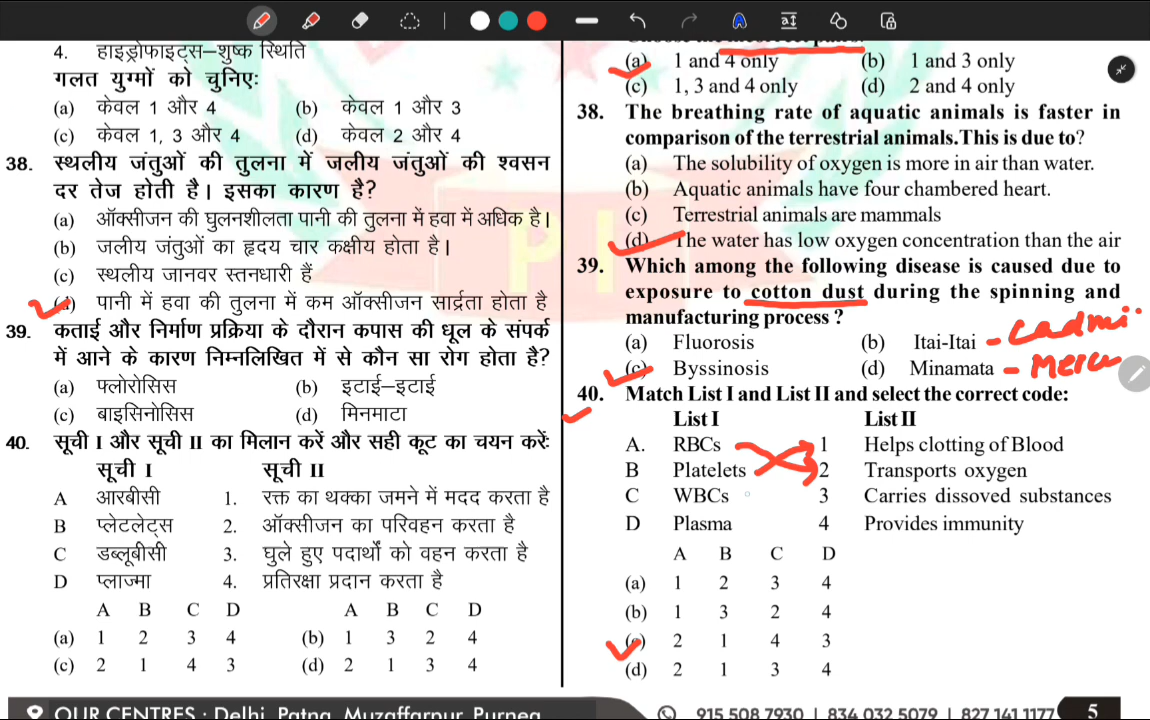 4. हाइड्रोफाइट्स–शुष्क स्थिति
गलत युग्मों को चुनिए:
(a) केवल 1 और 4 (b) केवल 1 और 3
(c) केवल 1, 3 और 4 (d) केवल 2 और 4
38. स्थलीय जंतुओं की तुलना में जलीय जंतुओं की श्वसन
दर तेज होती है। इसका कारण है?
(a) ऑक्सीजन की घुलनशीलता पानी की तुलना में हवा में अधिक है।
(b) जलीय जंतुओं का हृदय चार कक्षीय होता है।
(c) स्थलीय जानवर स्तनधारी हैं
पानी में हवा की तुलना में कम ऑक्सीजन सार्द्रता होता है
39. कताई और निर्माण प्रक्रिया के दौरान कपास की धूल के संपर्क
में आने के कारण निम्नलिखित में से कौन सा रोग होता है?
(a) फ्लोरोसिस (b) इटाई–इटाई
(c) बाइसिनोसिस (d) मिनमाटा
40. सूची I और सूची II का मिलान करें और सही कूट का चयन करें:
सूची I सूची II
A आरबीसी 1. रक्त का थक्का जमने में मदद करता है
B प्लेटलेट्स 2. ऑक्सीजन का परिवहन करता है
C डब्लूबीसी 3. घुले हुए पदार्थों को वहन करता है
D प्लाज्मा 4. प्रतिरक्षा प्रदान करता है
A B C D A B C D
(a) 1 2 3 4 (b) 1 3 2 4
(c) 2 1 4 3 (d) 2 1 3 4
(a) 1 and 4 only (b) 1 and 3 only
(c) 1, 3 and 4 only (d) 2 and 4 only
38. The breathing rate of aquatic animals is faster in
comparison of the terrestrial animals.This is due to?
(a) The solubility of oxygen is more in air than water.
(b) Aquatic animals have four chambered heart.
(c) Terrestrial animals are mammals
(d) The water has low oxygen concentration than the air
39. Which among the following disease is caused due to
exposure to cotton dust during the spinning and
manufacturing process ?
(a) Fluorosis (b) Itai-Itai – Cadmi
(c) Byssinosis (d) Minamata – Mercu
40. Match List I and List II and select the correct code:
List I List II
A. RBCs 1 Helps clotting of Blood
B Platelets 2 Transports oxygen
C WBCs 3 Carries dissoved substances
D Plasma 4 Provides immunity
A B C D
(a) 1 2 3 4
(b) 1 3 2 4
(c) 2 1 4 3
(d) 2 1 3 4
OUR CENTRES : Delhi Patna Muzaffarpur Purnea
915 508 7930 | 834 032 5079 | 827 141 1177 5